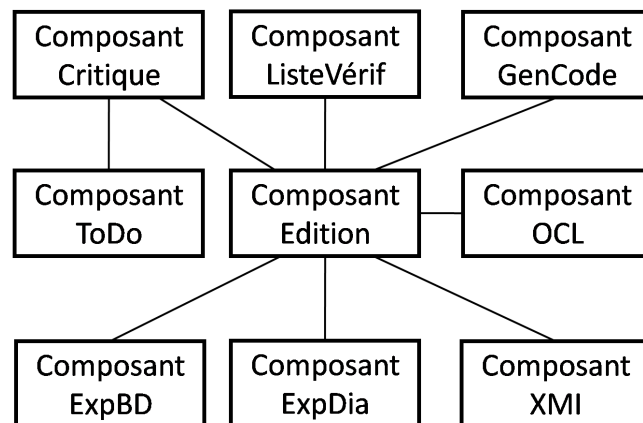 Composant
Critique
Composant
ListeVérif
Composant
GenCode
Composant
ToDo
Composant
Edition
Composant
OCL
Composant
ExpBD
Composant
ExpDia
Composant
XMI